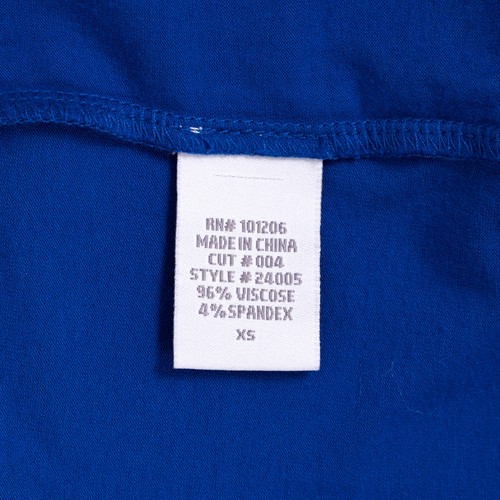 RN# 101206
MADE IN CHINA
CUT # 004
STYLE # 24005
96% VISCOSE
4% SPANDEX
XS